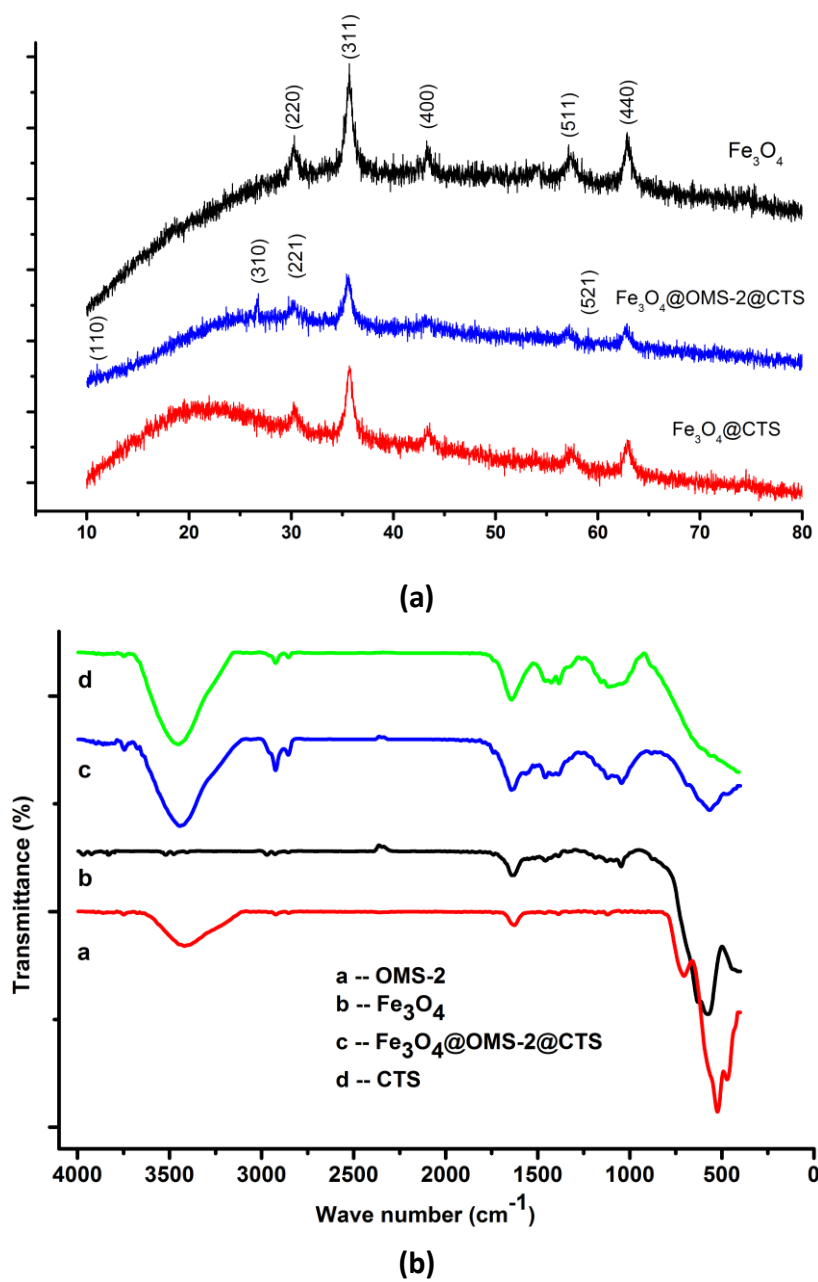 (311)
(220)
(400)
(511)
(440)
Fe₃O₄
(110)
(310)
(221)
(521)
Fe₃O₄@OMS-2@CTS
Fe₃O₄@CTS
10 20 30 40 50 60 70 80
(a)
d
c
b
a
Transmittance (%)
a -- OMS-2
b -- Fe₃O₄
c -- Fe₃O₄@OMS-2@CTS
d -- CTS
4000 3500 3000 2500 2000 1500 1000 500 0
Wave number (cm⁻¹)
(b)